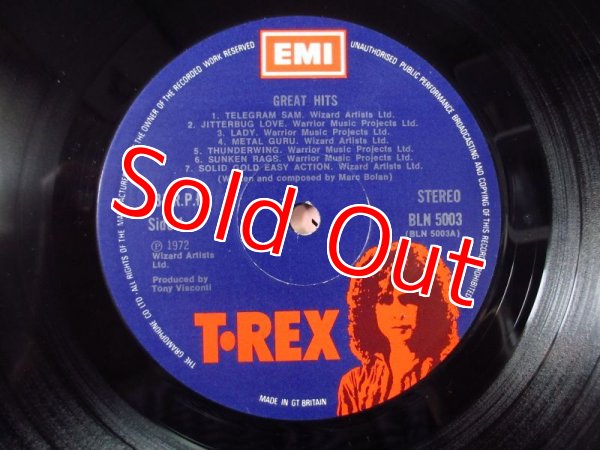 THE GRAMOPHONE CO LTD · ALL RIGHTS OF THE MANUFACTURER THE OWNER OF THE RECORDED WORK RESERVED
UNAUTHORISED PUBLIC PERFORMANCE BROADCASTING AND COPYING OF THIS RECORD PROHIBITED
EMI
GREAT HITS
1. TELEGRAM SAM. Wizard Artists Ltd.
2. JITTERBUG LOVE. Warrior Music Projects Ltd.
3. LADY. Warrior Music Projects Ltd.
4. METAL GURU. Wizard Artists Ltd.
5. THUNDERWING. Warrior Music Projects Ltd.
6. SUNKEN RAGS. Warrior Music Projects Ltd.
7. SOLID GOLD EASY ACTION. Wizard Artists Ltd.
and composed by Marc Bolan)
Sold Out
STEREO
Side
BLN 5003
(BLN 5003A)
℗ 1972
Wizard Artists
Ltd.
Produced by
Tony Visconti
T•REX
MADE IN GT BRITAIN